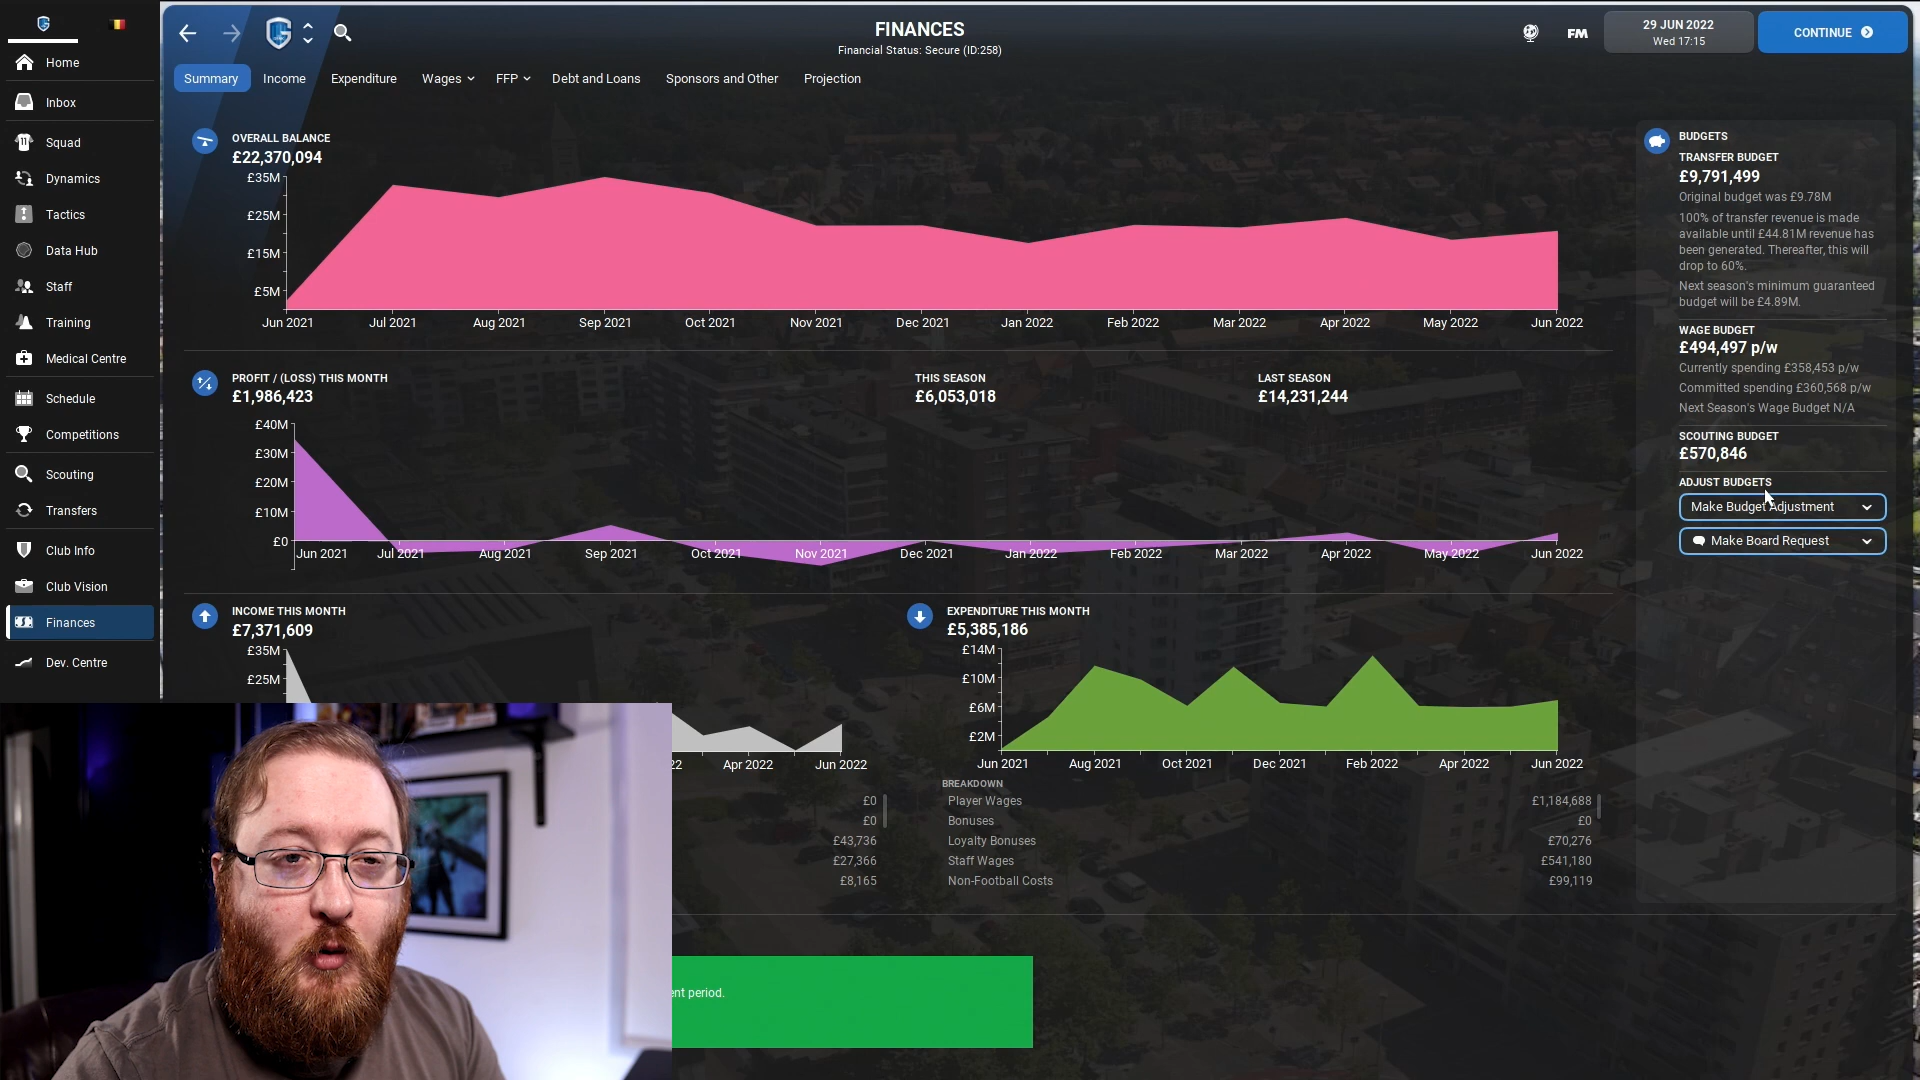 FINANCES
Financial Status: Secure (ID:258)
FM
29 JUN 2022
Wed 17:15
CONTINUE
Home
Inbox
Squad
Dynamics
Tactics
Data Hub
Staff
Training
Medical Centre
Schedule
Competitions
Scouting
Transfers
Club Info
Club Vision
Finances
Dev. Centre
Summary Income Expenditure Wages FFP Debt and Loans Sponsors and Other Projection
OVERALL BALANCE
£22,370,094
£35M
£25M
£15M
£5M
Jun 2021 Jul 2021 Aug 2021 Sep 2021 Oct 2021 Nov 2021 Dec 2021 Jan 2022 Feb 2022 Mar 2022 Apr 2022 May 2022 Jun 2022
PROFIT / (LOSS) THIS MONTH
£1,986,423
THIS SEASON
£6,053,018
LAST SEASON
£14,231,244
£40M
£30M
£20M
£10M
£0
Jun 2021 Jul 2021 Aug 2021 Sep 2021 Oct 2021 Nov 2021 Dec 2021 Jan 2022 Feb 2022 Mar 2022 Apr 2022 May 2022 Jun 2022
INCOME THIS MONTH
£7,371,609
£35M
£25M
22 Apr 2022 Jun 2022
£0
£0
£43,736
£27,366
£8,165
EXPENDITURE THIS MONTH
£5,385,186
£14M
£10M
£6M
£2M
Jun 2021 Aug 2021 Oct 2021 Dec 2021 Feb 2022 Apr 2022 Jun 2022
BREAKDOWN
Player Wages £1,184,688
Bonuses £0
Loyalty Bonuses £70,276
Staff Wages £541,180
Non-Football Costs £99,119
ent period.
BUDGETS
TRANSFER BUDGET
£9,791,499
Original budget was £9.78M
100% of transfer revenue is made
available until £44.81M revenue has
been generated. Thereafter, this will
drop to 60%.
Next season's minimum guaranteed
budget will be £4.89M.
WAGE BUDGET
£494,497 p/w
Currently spending £358,453 p/w
Committed spending £360,568 p/w
Next Season's Wage Budget N/A
SCOUTING BUDGET
£570,846
ADJUST BUDGETS
Make Budget Adjustment
Make Board Request